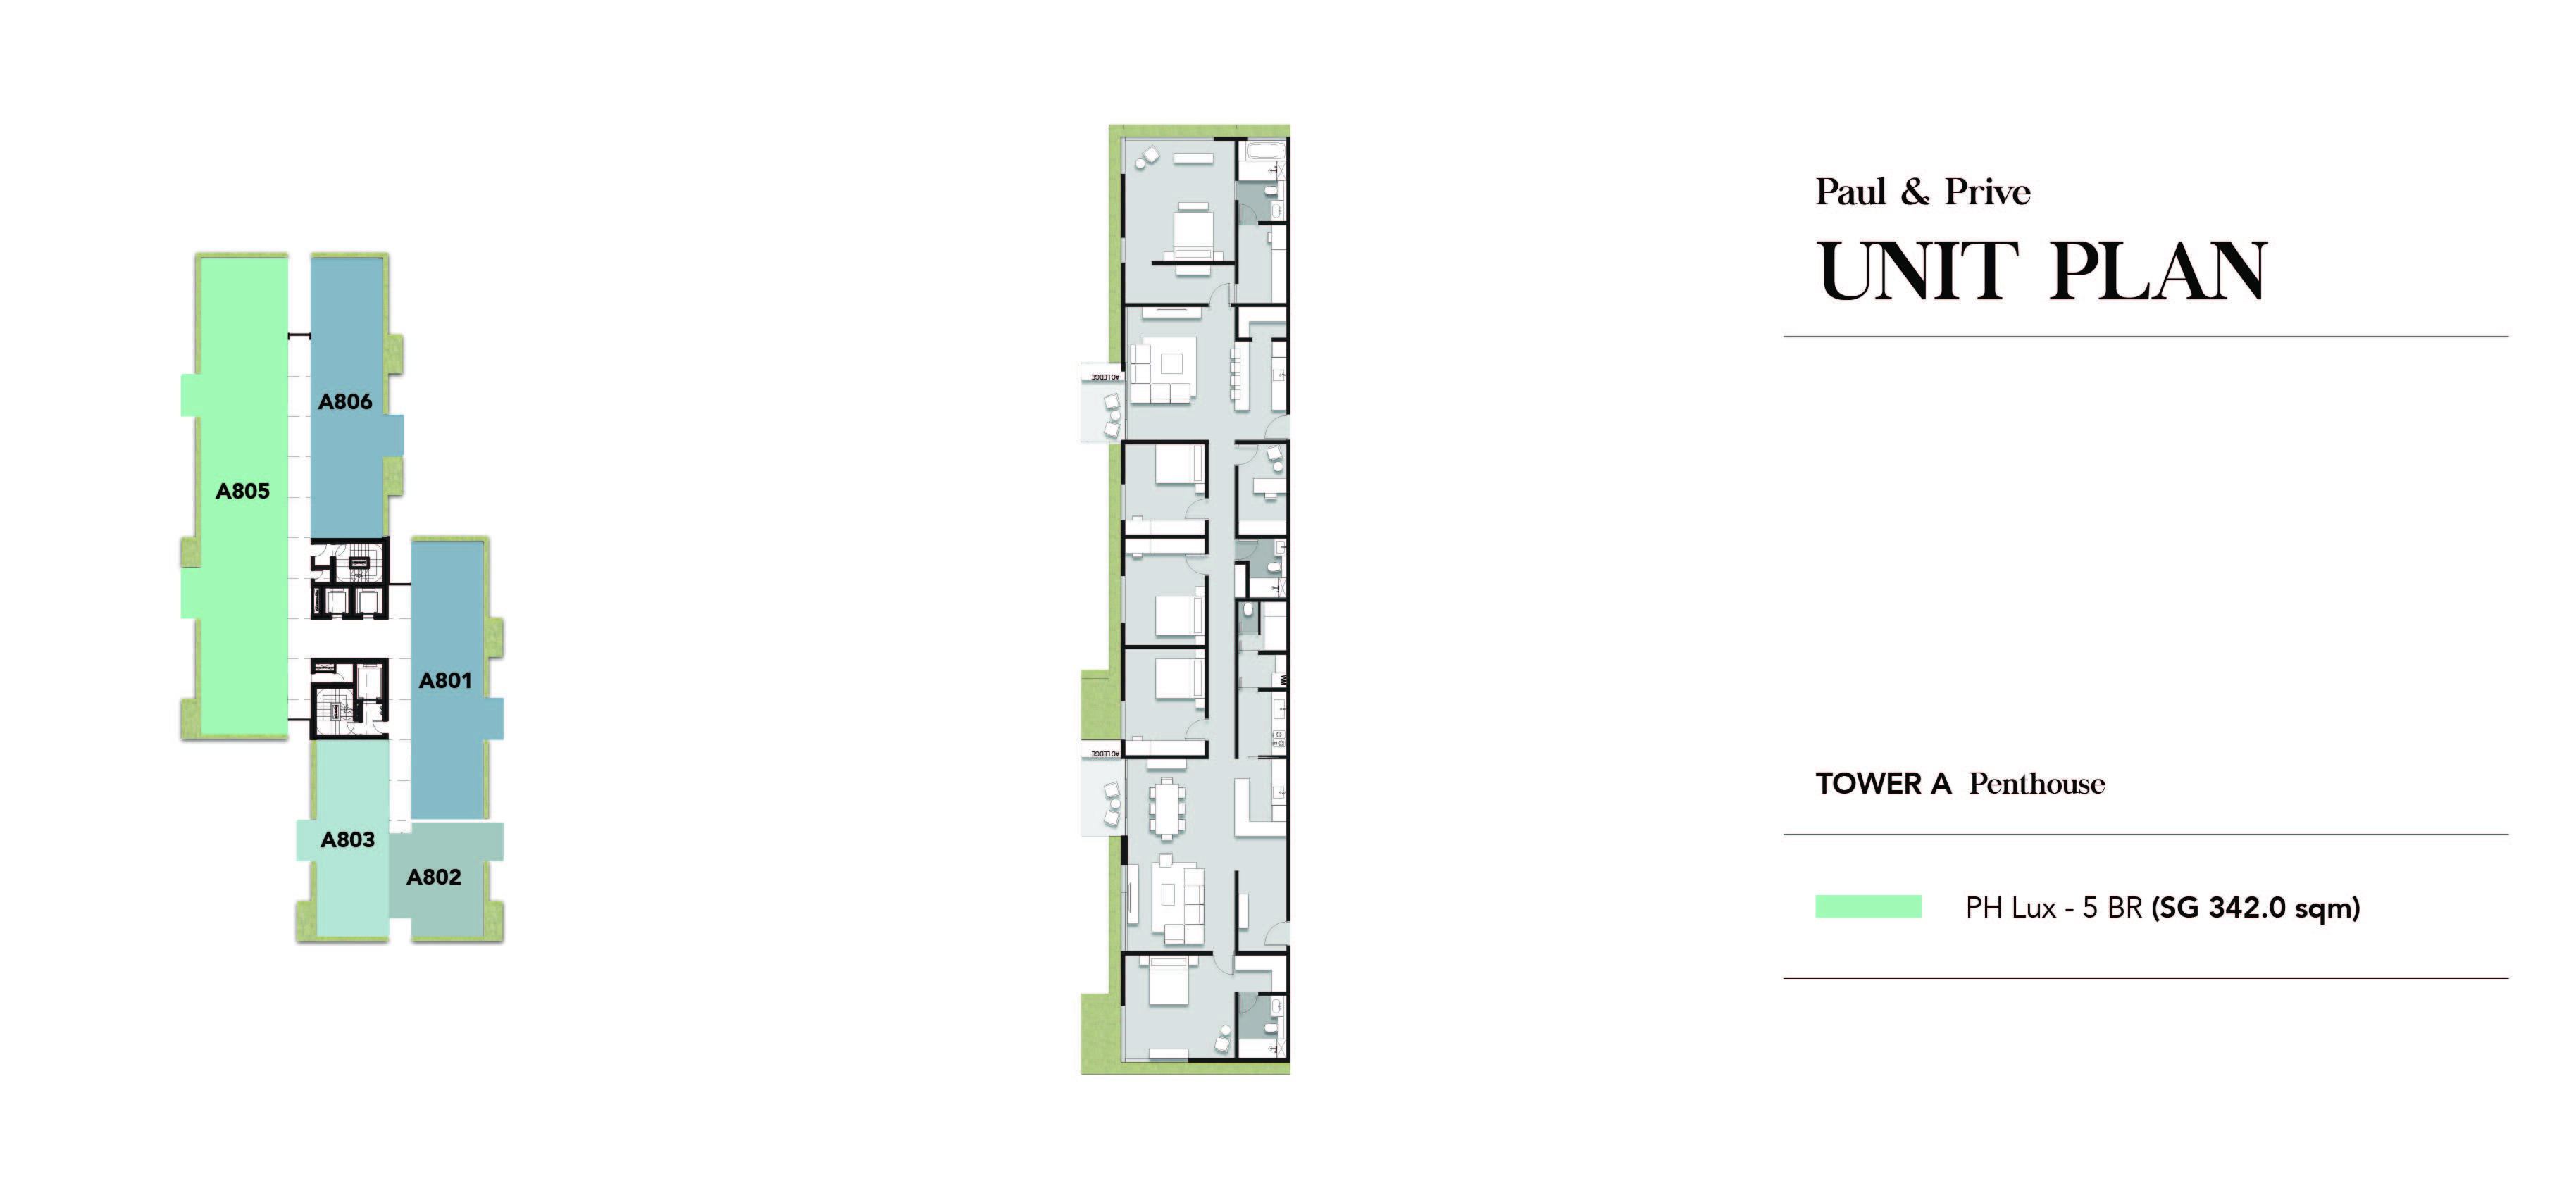 Paul & Prive
UNIT PLAN
A806
A805
A801
A803
A802
AC LEDGE
AC LEDGE
TOWER A Penthouse
PH Lux - 5 BR (SG 342.0 sqm)